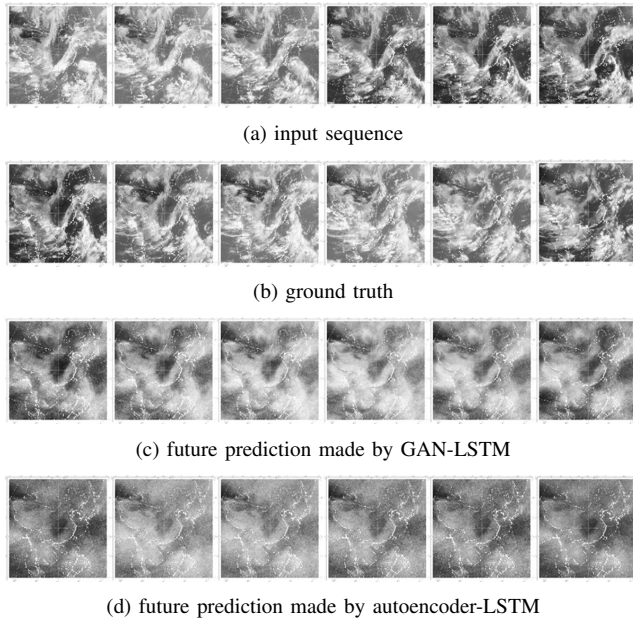 (a) input sequence
(b) ground truth
(c) future prediction made by GAN-LSTM
(d) future prediction made by autoencoder-LSTM